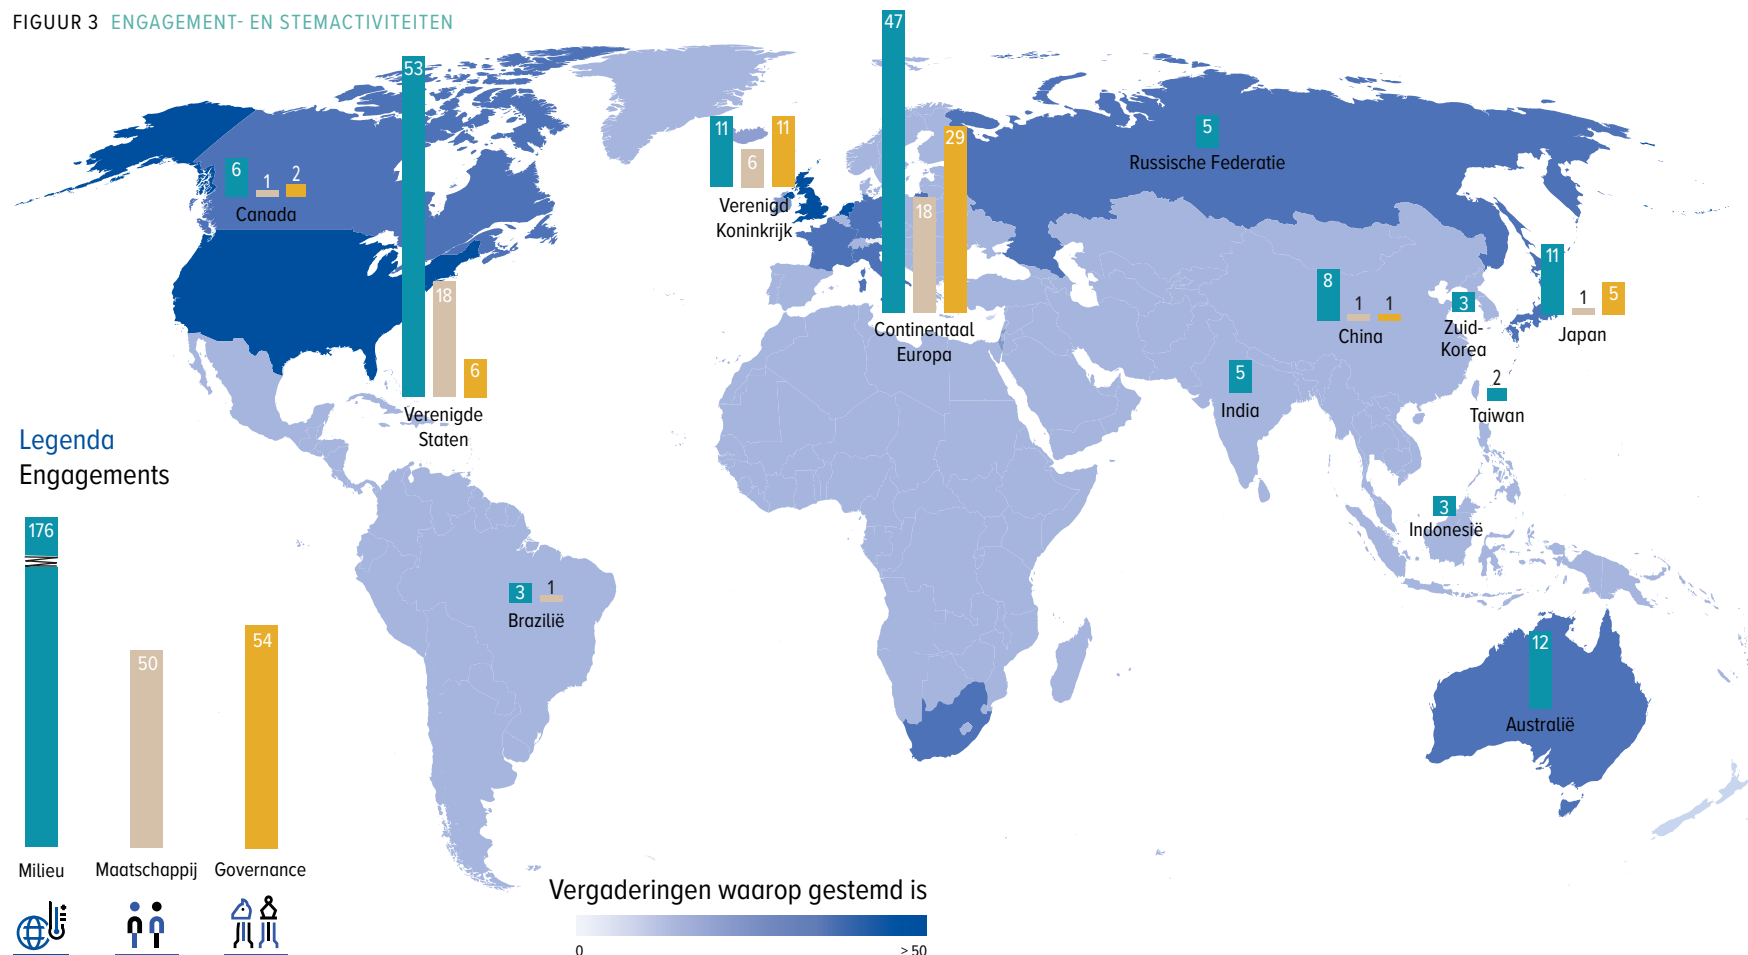 FIGUUR 3 ENGAGEMENT- EN STEMACTIVITEITEN
6
1
2
Canada
53
18
6
Verenigde
Staten
11
6
11
Verenigd
Koninkrijk
47
18
29
Continentaal
Europa
5
Russische Federatie
8
1
1
China
3
Zuid-
Korea
11
1
5
Japan
5
India
2
Taiwan
3
Indonesië
3
1
Brazilië
12
Australië
Legenda
Engagements
176
50
54
Milieu
Maatschappij
Governance
Vergaderingen waarop gestemd is
0
> 50